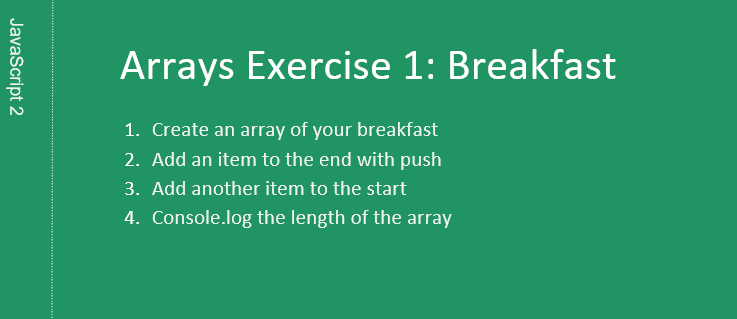 JavaScript 2
Arrays Exercise 1: Breakfast
1. Create an array of your breakfast
2. Add an item to the end with push
3. Add another item to the start
4. Console.log the length of the array